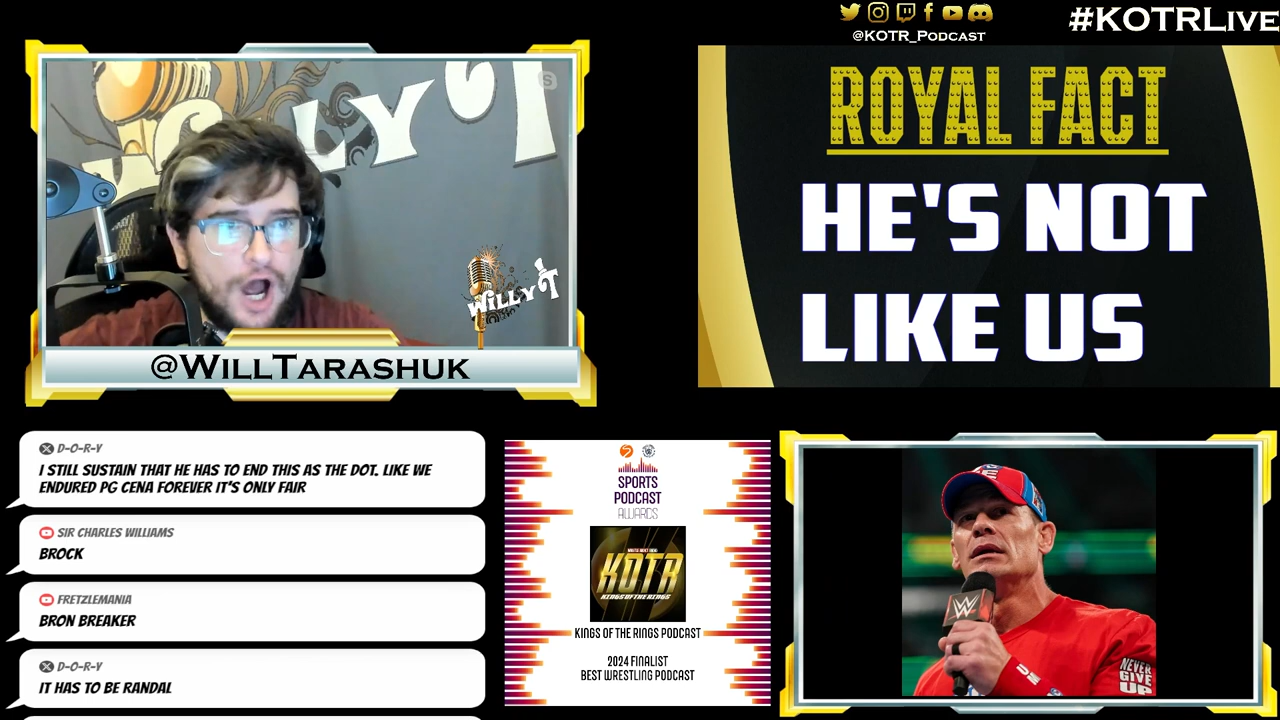 @KOTR_Podcast
#KOTRLive
WILLY T
S
WILLY T
@WillTarashuk
ROYAL FACT
HE'S NOT
LIKE US
D-O-R-Y
I STILL SUSTAIN THAT HE HAS TO END THIS AS THE DOT. LIKE WE
ENDURED PG CENA FOREVER IT'S ONLY FAIR
SIR CHARLES WILLIAMS
BROCK
FRETZLEMANIA
BRON BREAKER
D-O-R-Y
IT HAS TO BE RANDAL
SPORTS
PODCAST
AWARDS
KOTR
KINGS OF THE RINGS
KINGS OF THE RINGS PODCAST
2024 FINALIST
BEST WRESTLING PODCAST
W
NEVER
GIVE
UP